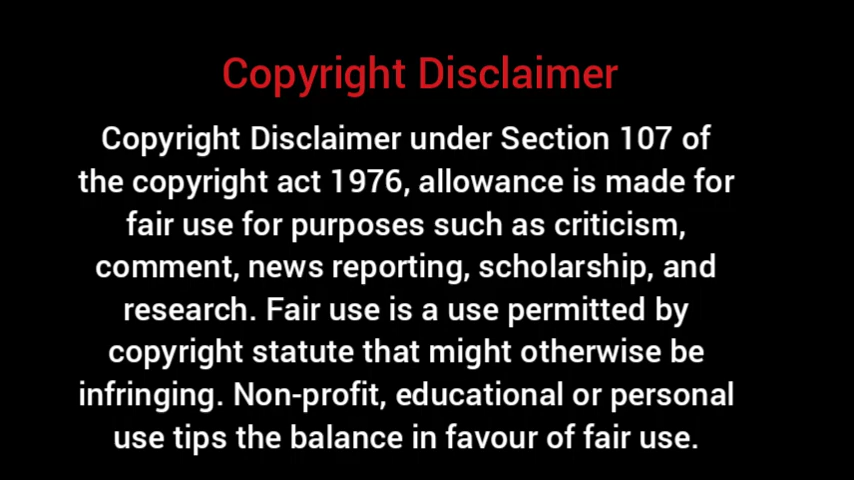 Copyright Disclaimer
Copyright Disclaimer under Section 107 of
the copyright act 1976, allowance is made for
fair use for purposes such as criticism,
comment, news reporting, scholarship, and
research. Fair use is a use permitted by
copyright statute that might otherwise be
infringing. Non-profit, educational or personal
use tips the balance in favour of fair use.